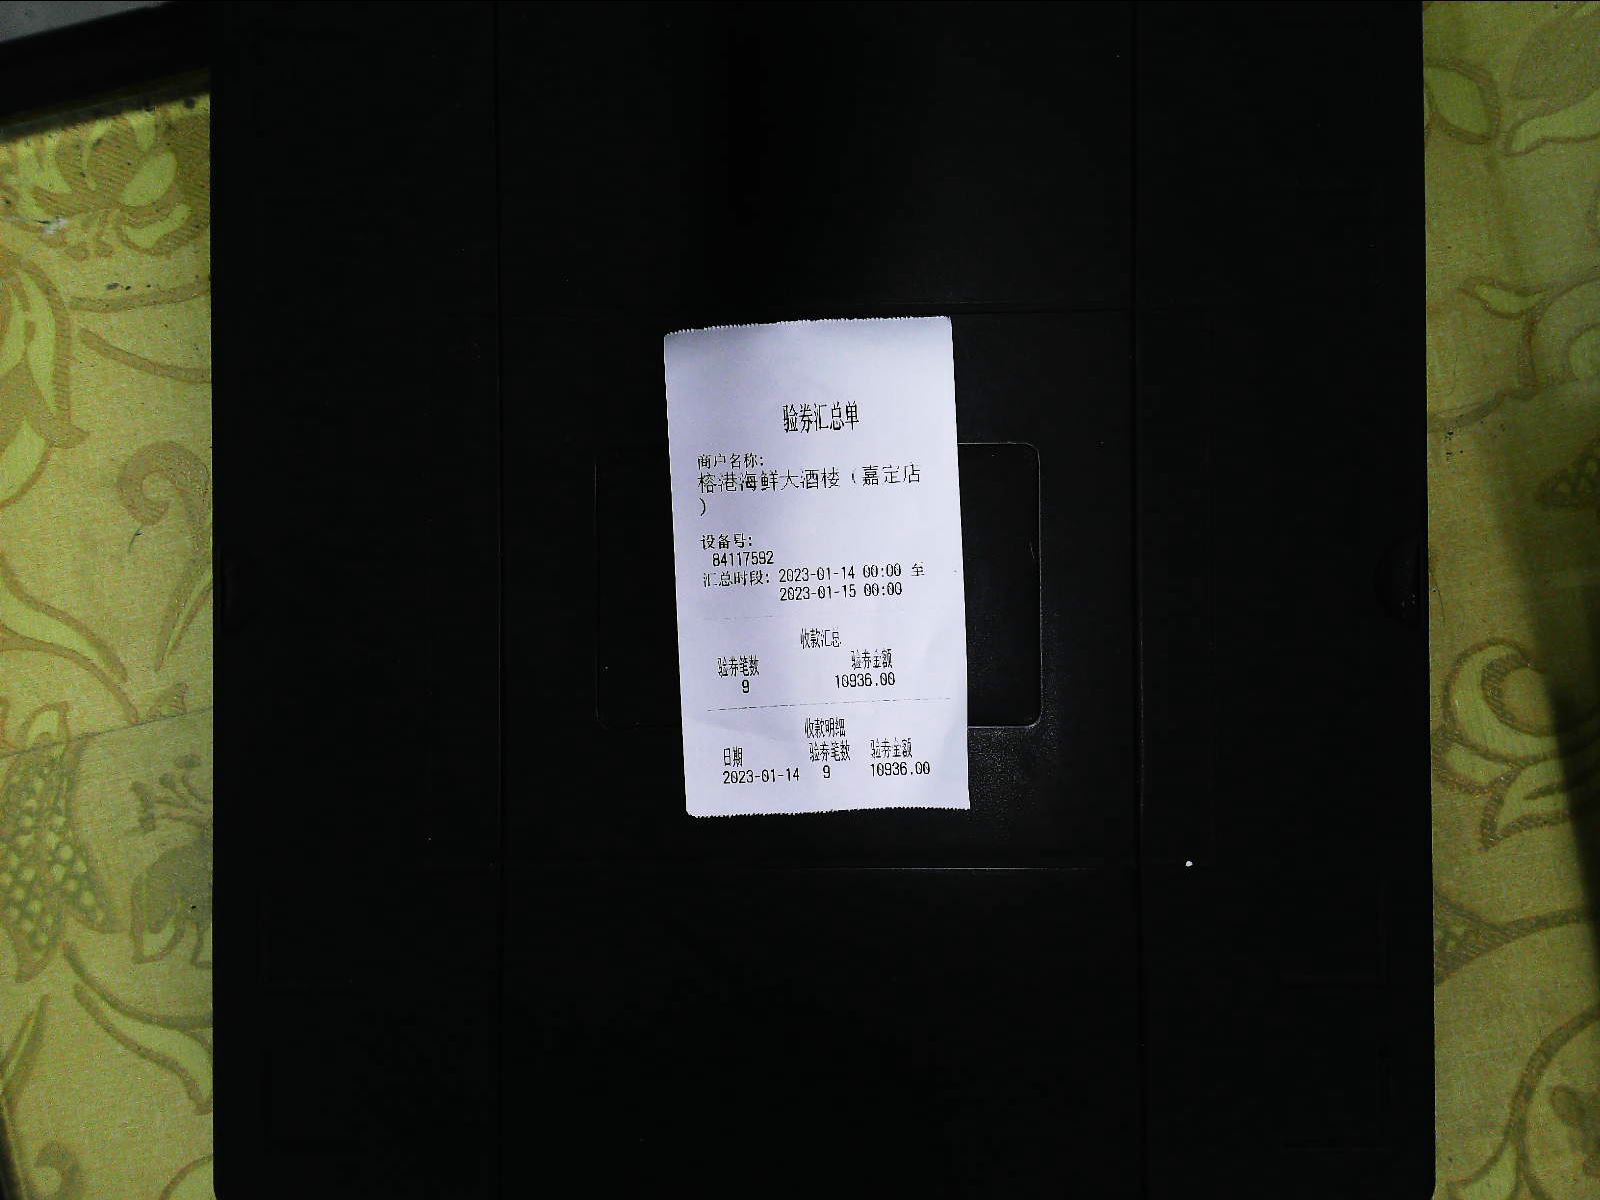 验券汇总单
商户名称:
榕港海鲜大酒楼（嘉定店
）
设备号:
84117592
汇总时段: 2023-01-14 00:00 至
2023-01-15 00:00
收款汇总
验券笔数 验券金额
9 10936.00
收款明细
日期 验券笔数 验券金额
2023-01-14 9 10936.00